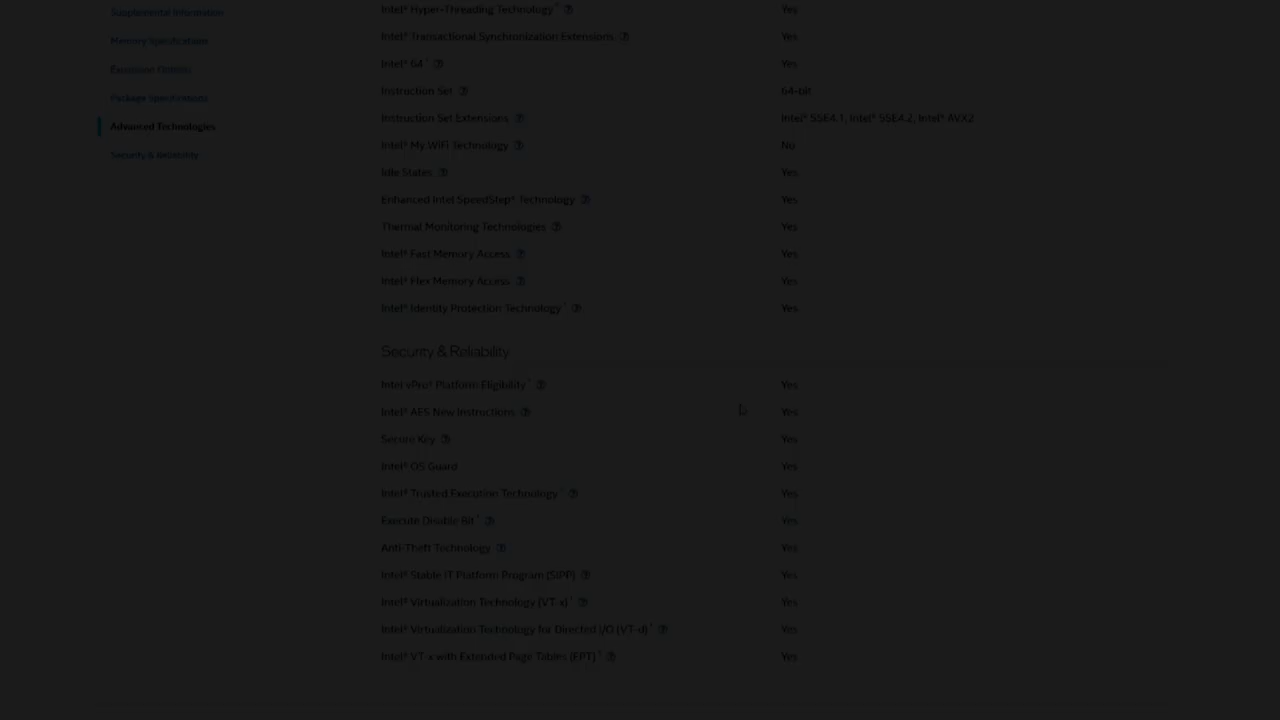 Supplemental Information
Memory Specifications
Expansion Options
Package Specifications
Advanced Technologies
Security & Reliability
Intel® Hyper-Threading Technology * Yes
Intel® Transactional Synchronization Extensions Yes
Intel® 64 * Yes
Instruction Set 64-bit
Instruction Set Extensions Intel® SSE4.1, Intel® SSE4.2, Intel® AVX2
Intel® My WiFi Technology No
Idle States Yes
Enhanced Intel SpeedStep® Technology Yes
Thermal Monitoring Technologies Yes
Intel® Fast Memory Access Yes
Intel® Flex Memory Access Yes
Intel® Identity Protection Technology * Yes
Security & Reliability
Intel vPro® Platform Eligibility * Yes
Intel® AES New Instructions Yes
Secure Key Yes
Intel® OS Guard Yes
Intel® Trusted Execution Technology * Yes
Execute Disable Bit * Yes
Anti-Theft Technology Yes
Intel® Stable IT Platform Program (SIPP) Yes
Intel® Virtualization Technology (VT-x) * Yes
Intel® Virtualization Technology for Directed I/O (VT-d) * Yes
Intel® VT-x with Extended Page Tables (EPT) * Yes